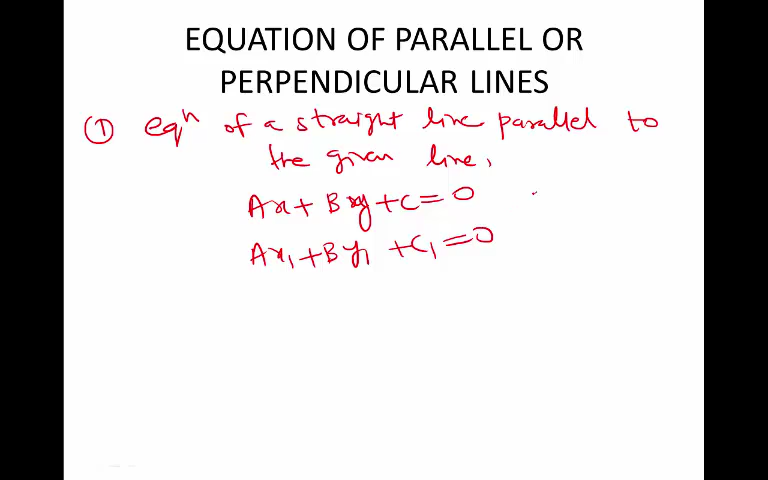 EQUATION OF PARALLEL OR
PERPENDICULAR LINES
① eqⁿ of a straight line parallel to
the given line,
Ax + By + C = 0
Ax₁ + By₁ + C₁ = 0